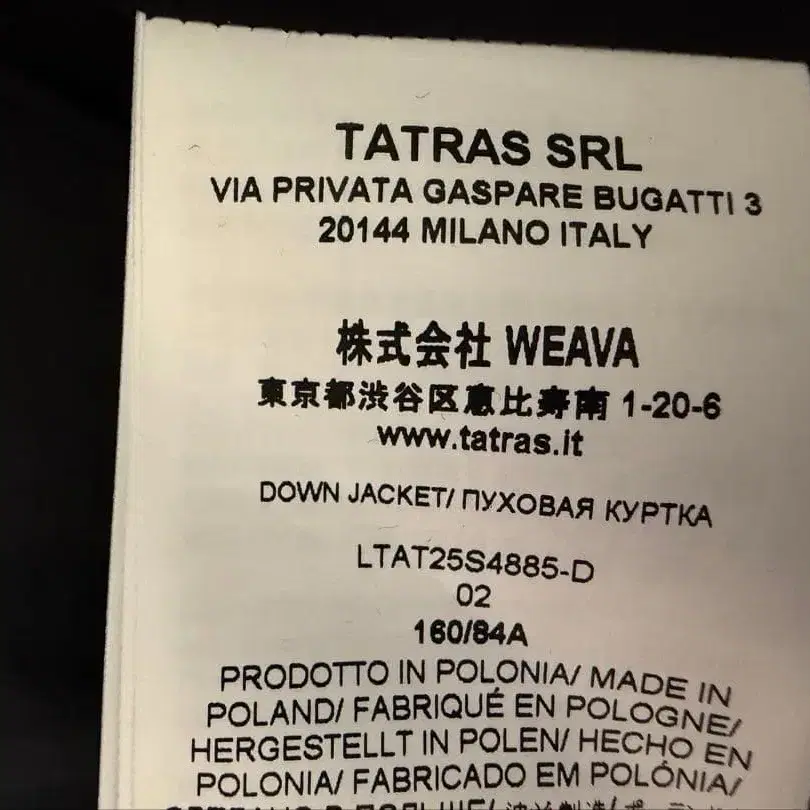 TATRAS SRL
VIA PRIVATA GASPARE BUGATTI 3
20144 MILANO ITALY
株式会社 WEAVA
東京都渋谷区恵比寿南 1-20-6
www.tatras.it
DOWN JACKET/ ПУХОВАЯ КУРТКА
LTAT25S4885-D
02
160/84A
PRODOTTO IN POLONIA/ MADE IN
POLAND/ FABRIQUÉ EN POLOGNE/
HERGESTELLT IN POLEN/ HECHO EN
POLONIA/ FABRICADO EM POLÓNIA/